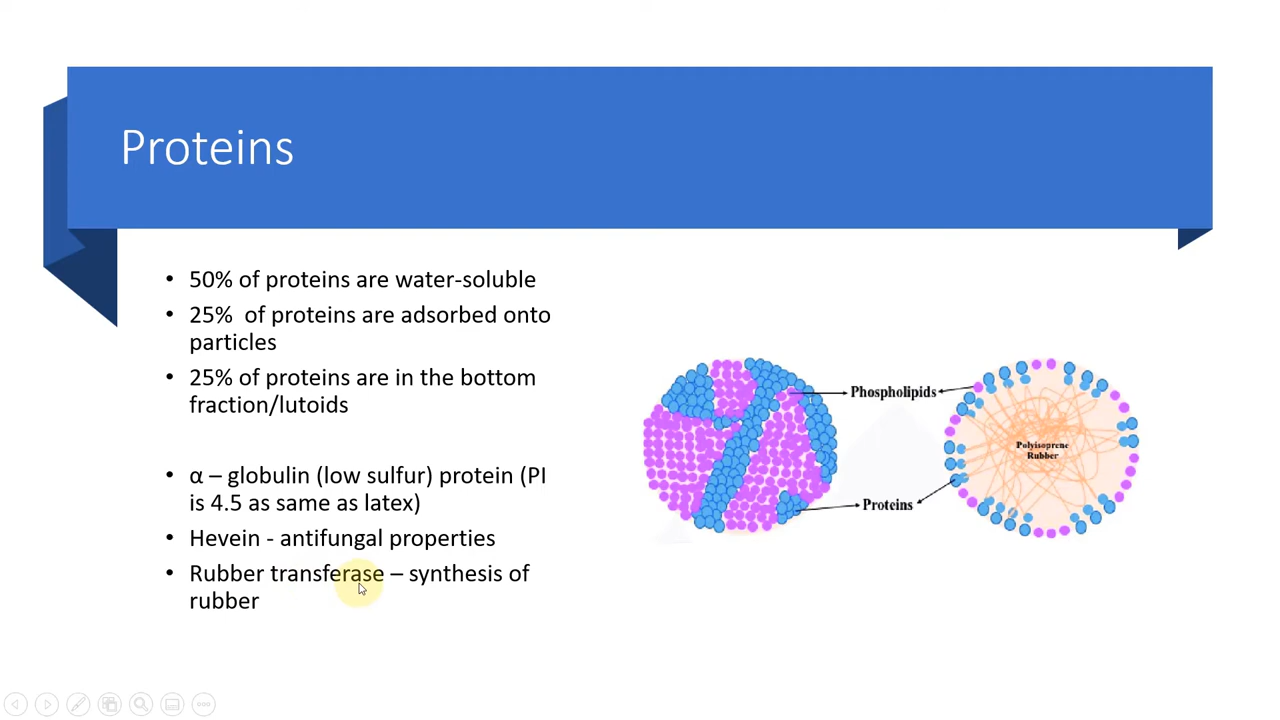 Proteins
• 50% of proteins are water-soluble
• 25%  of proteins are adsorbed onto
particles
• 25% of proteins are in the bottom
fraction/lutoids
• α – globulin (low sulfur) protein (PI
is 4.5 as same as latex)
• Hevein - antifungal properties
• Rubber transferase – synthesis of
rubber
Phospholipids
Polyisoprene
Rubber
Proteins